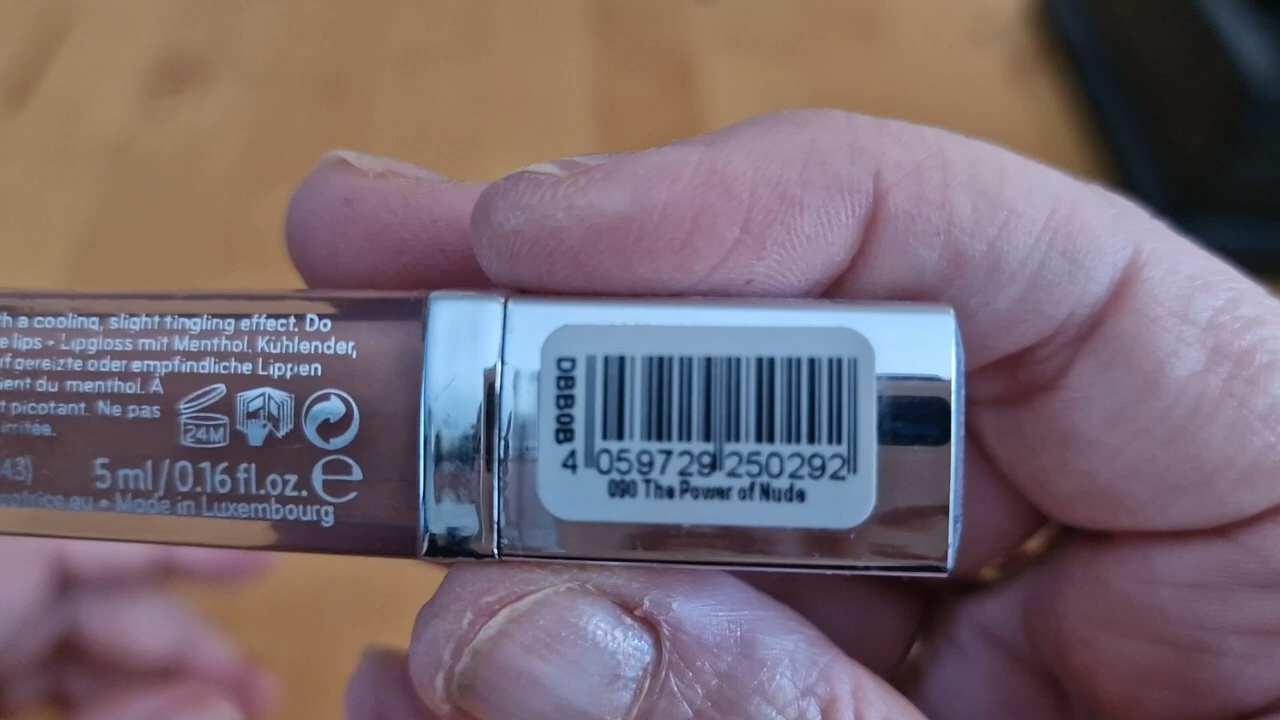 h a cooling, slight tingling effect. Do
e lips - Lipgloss mit Menthol. Kühlender,
f gereizte oder empfindliche Lippen
ient du menthol. À
t picotant. Ne pas
irritée.
24M
43)
5 ml/0.16 fl.oz. e
natrice.eu • Made in Luxembourg
DBB0B
4 059729 250292
090 The Power of Nude